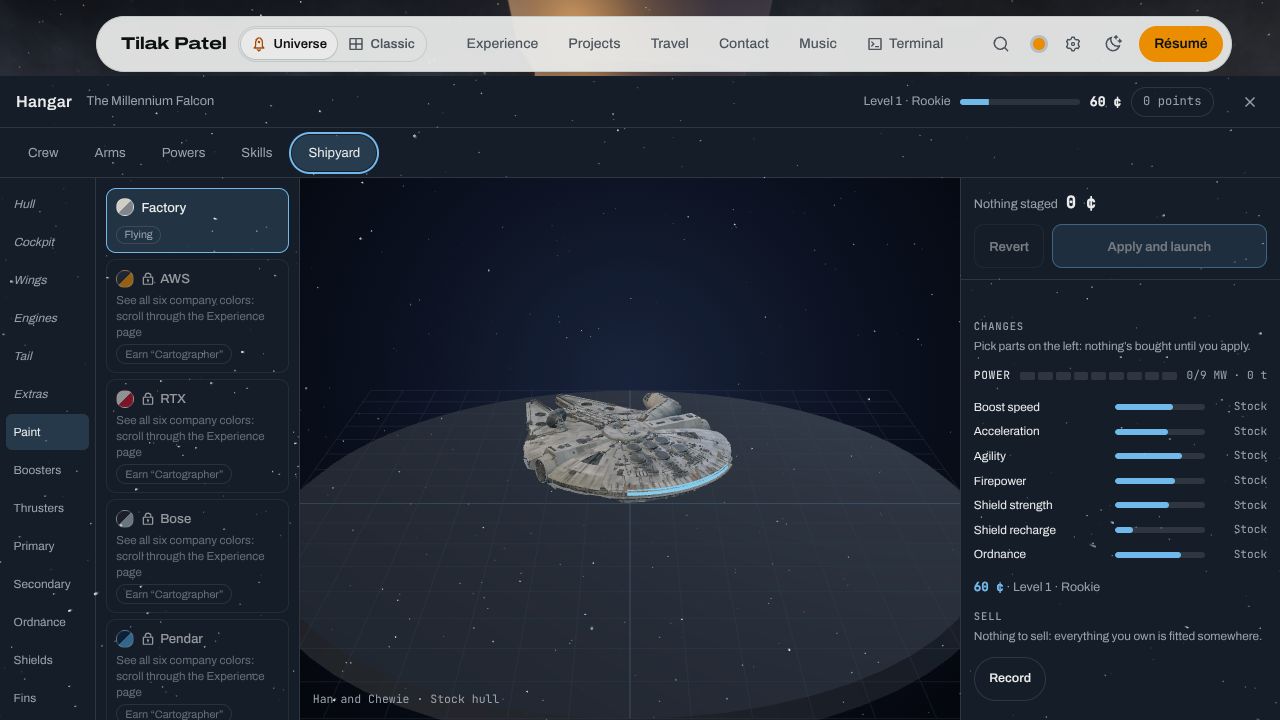 Tilak Patel
Universe
Classic
Experience
Projects
Travel
Contact
Music
Terminal
Résumé
Hangar
The Millennium Falcon
Level 1 · Rookie
60 ¢
0 points
Crew
Arms
Powers
Skills
Shipyard
Hull
Cockpit
Wings
Engines
Tail
Extras
Paint
Boosters
Thrusters
Primary
Secondary
Ordnance
Shields
Fins
Factory
Flying
AWS
See all six company colors:
scroll through the Experience
page
Earn “Cartographer”
RTX
See all six company colors:
scroll through the Experience
page
Earn “Cartographer”
Bose
See all six company colors:
scroll through the Experience
page
Earn “Cartographer”
Pendar
See all six company colors:
scroll through the Experience
page
Earn “Cartographer”
Han and Chewie · Stock hull
Nothing staged 0 ¢
Revert
Apply and launch
CHANGES
Pick parts on the left: nothing’s bought until you apply.
POWER 0/9 MW · 0 t
Boost speed Stock
Acceleration Stock
Agility Stock
Firepower Stock
Shield strength Stock
Shield recharge Stock
Ordnance Stock
60 ¢ · Level 1 · Rookie
SELL
Nothing to sell: everything you own is fitted somewhere.
Record